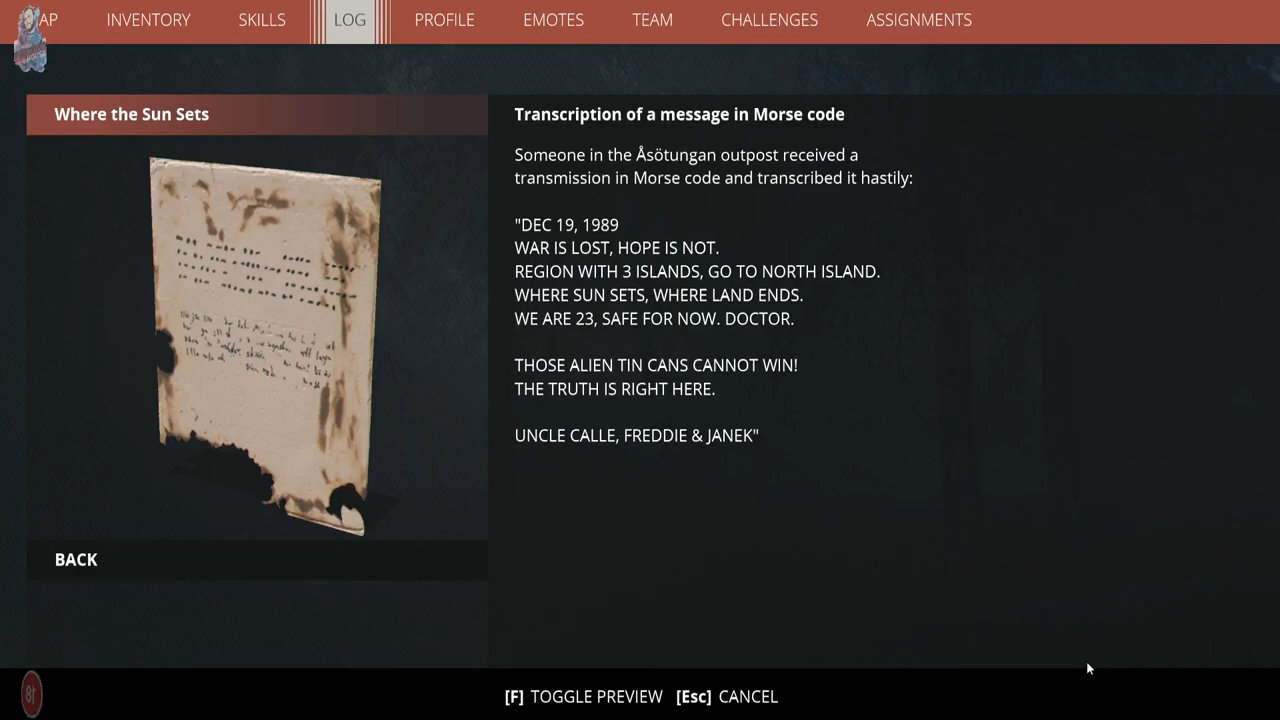 AP INVENTORY SKILLS LOG PROFILE EMOTES TEAM CHALLENGES ASSIGNMENTS
Where the Sun Sets
Transcription of a message in Morse code
Someone in the Åsötungan outpost received a
transmission in Morse code and transcribed it hastily:
"DEC 19, 1989
WAR IS LOST, HOPE IS NOT.
REGION WITH 3 ISLANDS, GO TO NORTH ISLAND.
WHERE SUN SETS, WHERE LAND ENDS.
WE ARE 23, SAFE FOR NOW. DOCTOR.
THOSE ALIEN TIN CANS CANNOT WIN!
THE TRUTH IS RIGHT HERE.
UNCLE CALLE, FREDDIE & JANEK"
BACK
[F] TOGGLE PREVIEW [Esc] CANCEL